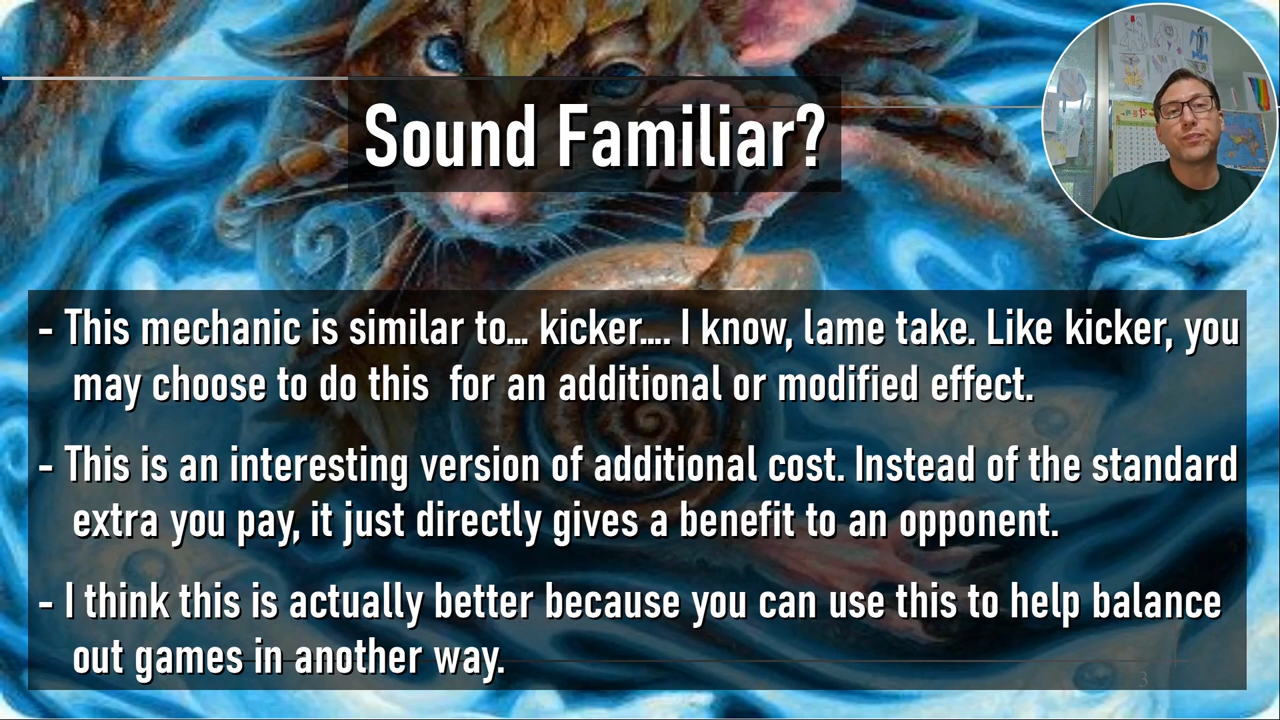 Sound Familiar?
- This mechanic is similar to... kicker.... I know, lame take. Like kicker, you
may choose to do this  for an additional or modified effect.
- This is an interesting version of additional cost. Instead of the standard
extra you pay, it just directly gives a benefit to an opponent.
- I think this is actually better because you can use this to help balance
out games in another way.
3